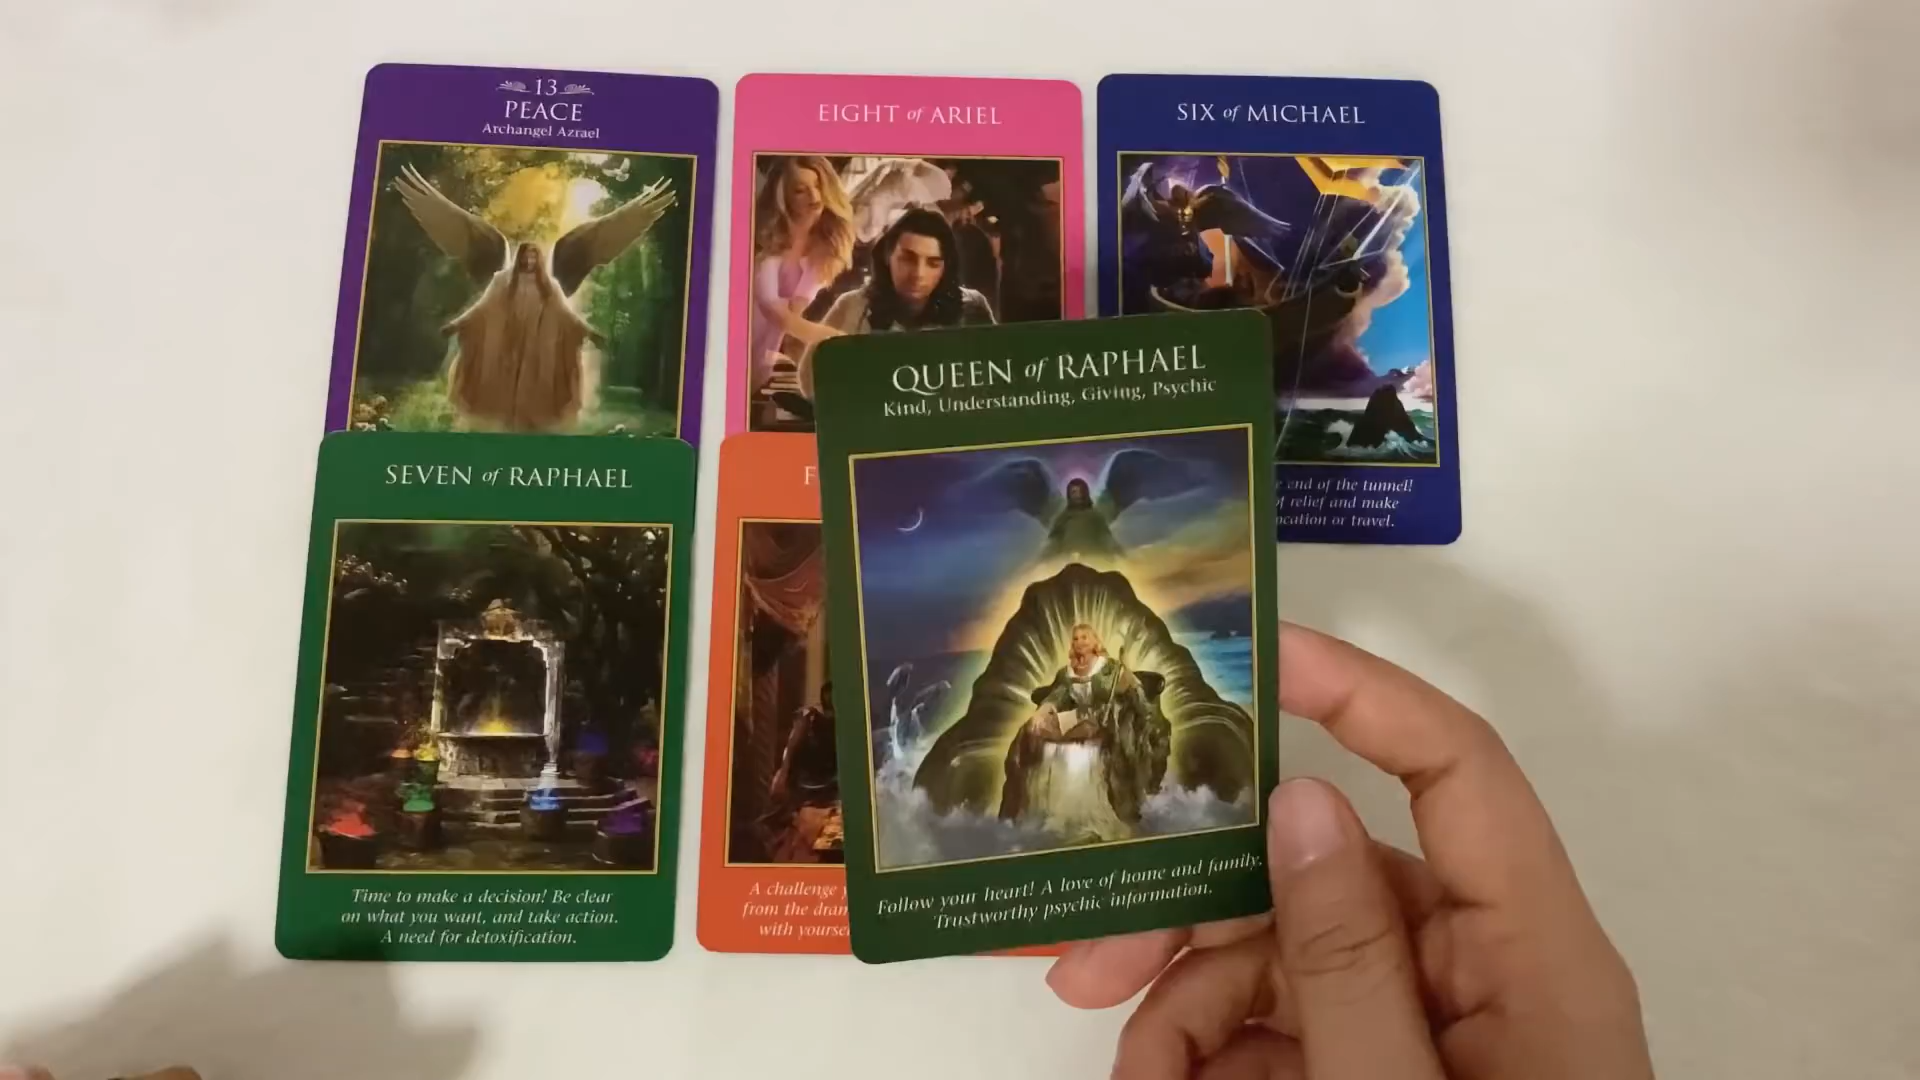 13
PEACE
Archangel Azrael
EIGHT of ARIEL
SIX of MICHAEL
end of the tunnel!
of relief and make
or travel.
SEVEN of RAPHAEL
Time to make a decision! Be clear
on what you want, and take action.
A need for detoxification.
F
A challenge
from the
with
QUEEN of RAPHAEL
Kind, Understanding, Giving, Psychic
Follow your heart! A love of home and family.
Trustworthy psychic information.